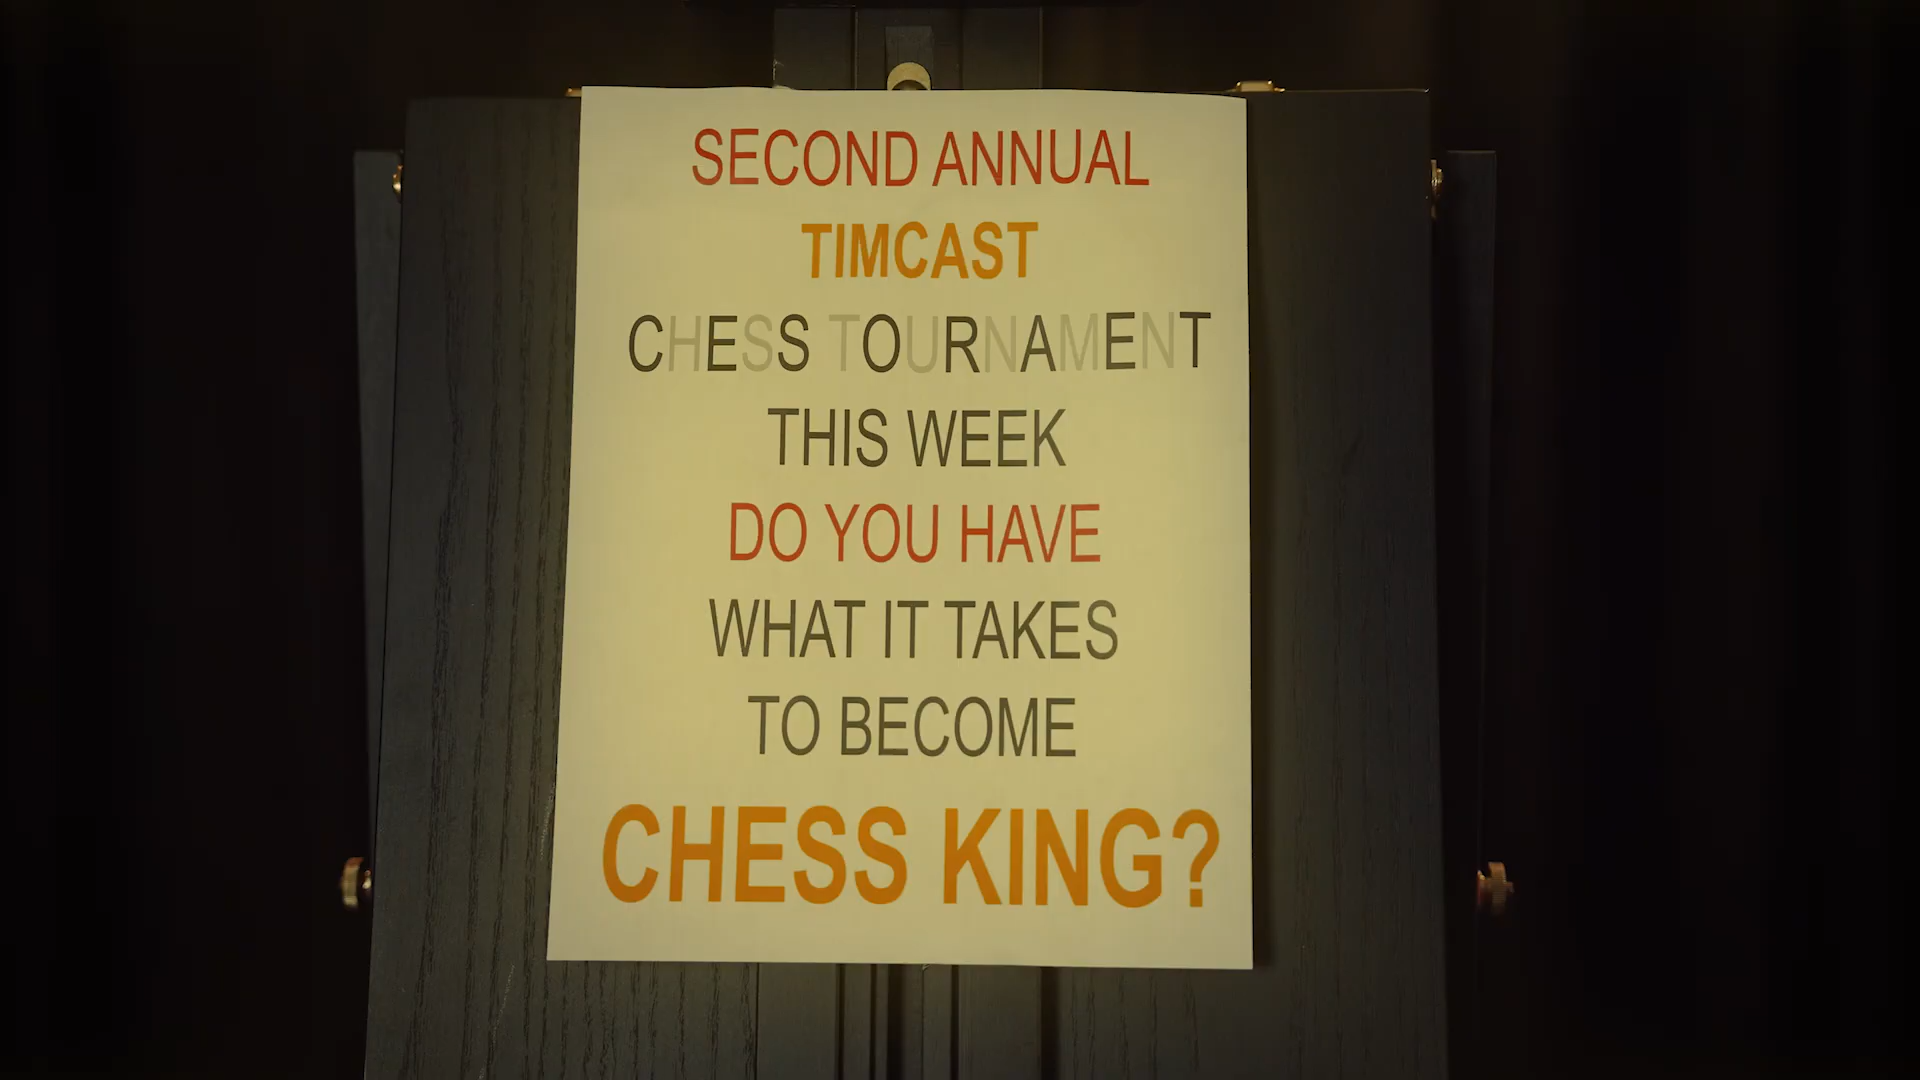 SECOND ANNUAL
TIMCAST
CHESS TOURNAMENT
THIS WEEK
DO YOU HAVE
WHAT IT TAKES
TO BECOME
CHESS KING?